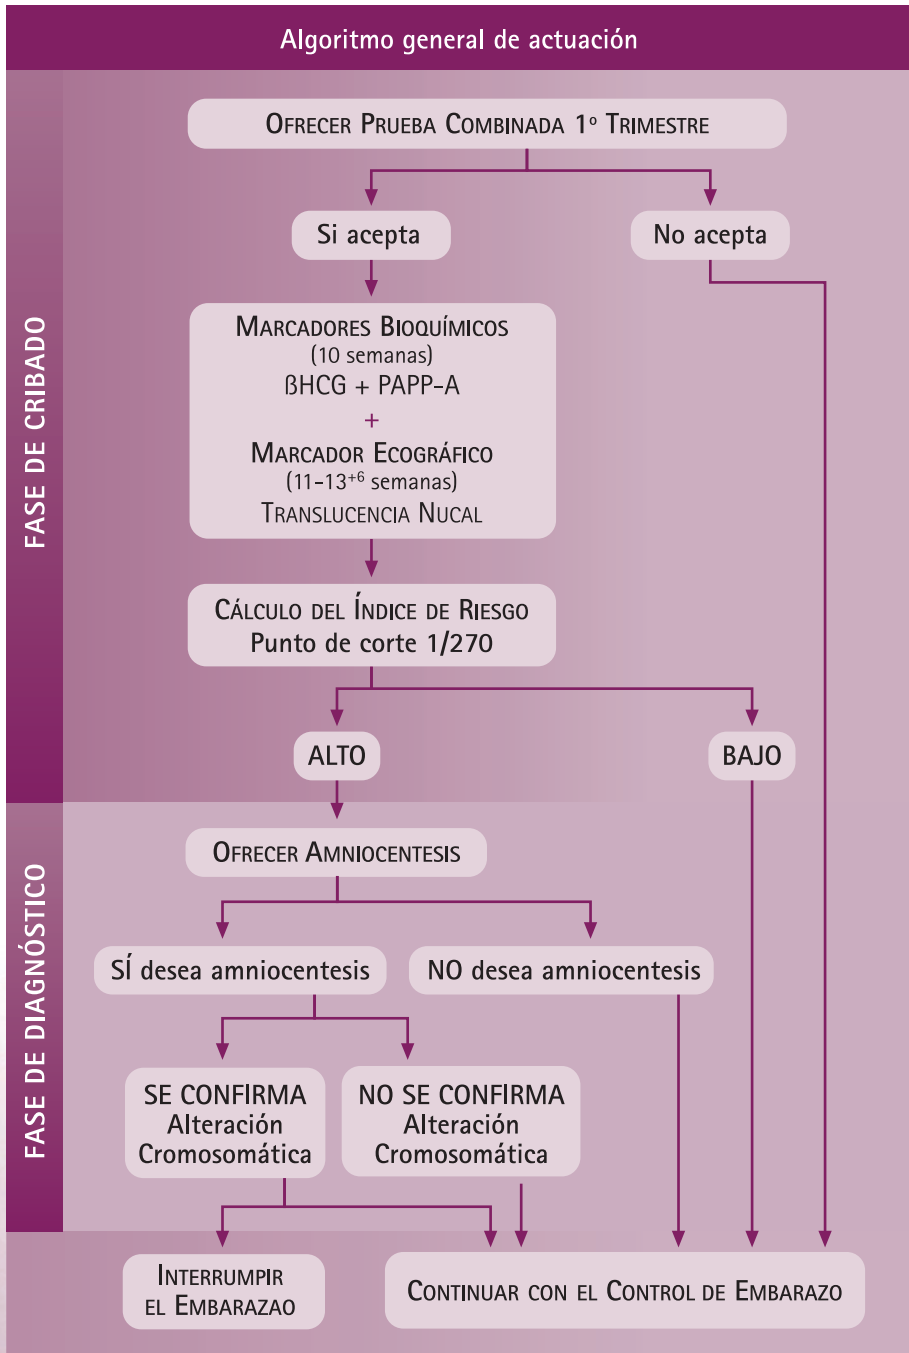 Algoritmo general de actuación
FASE DE CRIBADO
OFRECER PRUEBA COMBINADA 1º TRIMESTRE
Si acepta
No acepta
MARCADORES BIOQUÍMICOS
(10 semanas)
ßHCG + PAPP-A
+
MARCADOR ECOGRÁFICO
(11-13+6 semanas)
TRANSLUCENCIA NUCAL
CÁLCULO DEL ÍNDICE DE RIESGO
Punto de corte 1/270
ALTO
BAJO
FASE DE DIAGNÓSTICO
OFRECER AMNIOCENTESIS
SÍ desea amniocentesis
NO desea amniocentesis
SE CONFIRMA
Alteración
Cromosomática
NO SE CONFIRMA
Alteración
Cromosomática
INTERRUMPIR
EL EMBARAZAO
CONTINUAR CON EL CONTROL DE EMBARAZO